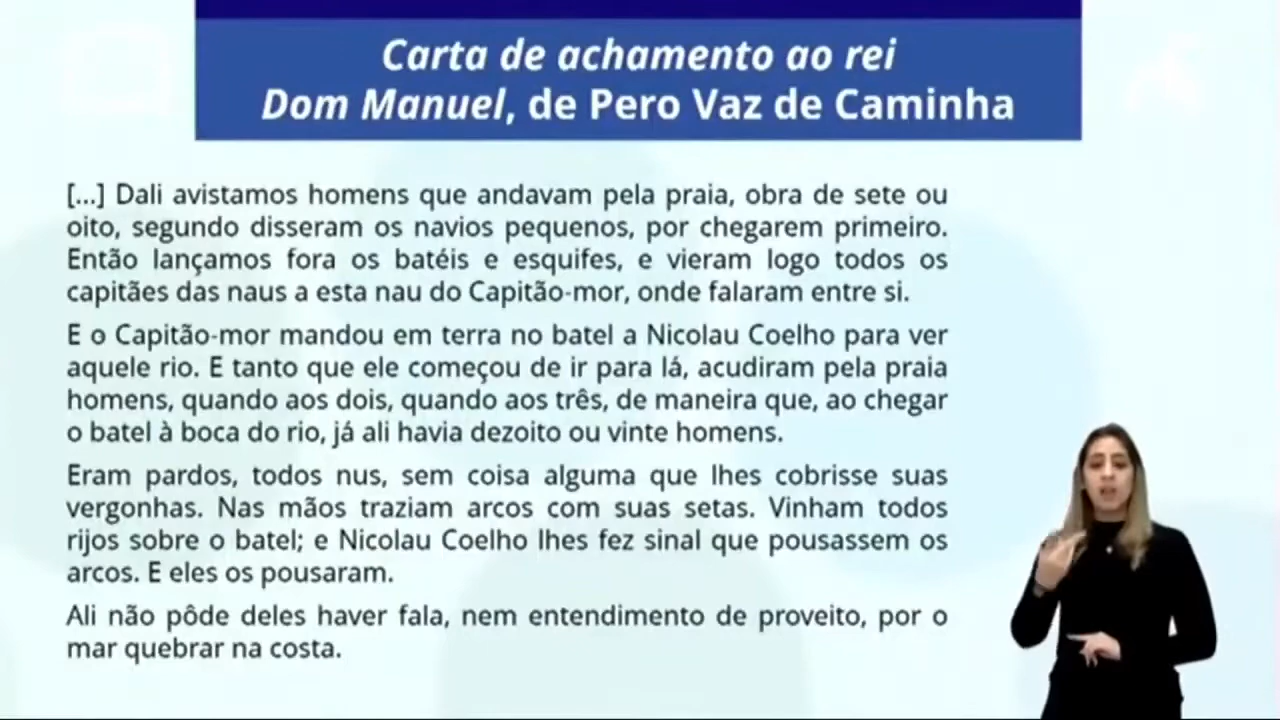 Carta de achamento ao rei
Dom Manuel, de Pero Vaz de Caminha
[...] Dali avistamos homens que andavam pela praia, obra de sete ou
oito, segundo disseram os navios pequenos, por chegarem primeiro.
Então lançamos fora os batéis e esquifes, e vieram logo todos os
capitães das naus a esta nau do Capitão-mor, onde falaram entre si.
E o Capitão-mor mandou em terra no batel a Nicolau Coelho para ver
aquele rio. E tanto que ele começou de ir para lá, acudiram pela praia
homens, quando aos dois, quando aos três, de maneira que, ao chegar
o batel à boca do rio, já ali havia dezoito ou vinte homens.
Eram pardos, todos nus, sem coisa alguma que lhes cobrisse suas
vergonhas. Nas mãos traziam arcos com suas setas. Vinham todos
rijos sobre o batel; e Nicolau Coelho lhes fez sinal que pousassem os
arcos. E eles os pousaram.
Ali não pôde deles haver fala, nem entendimento de proveito, por o
mar quebrar na costa.